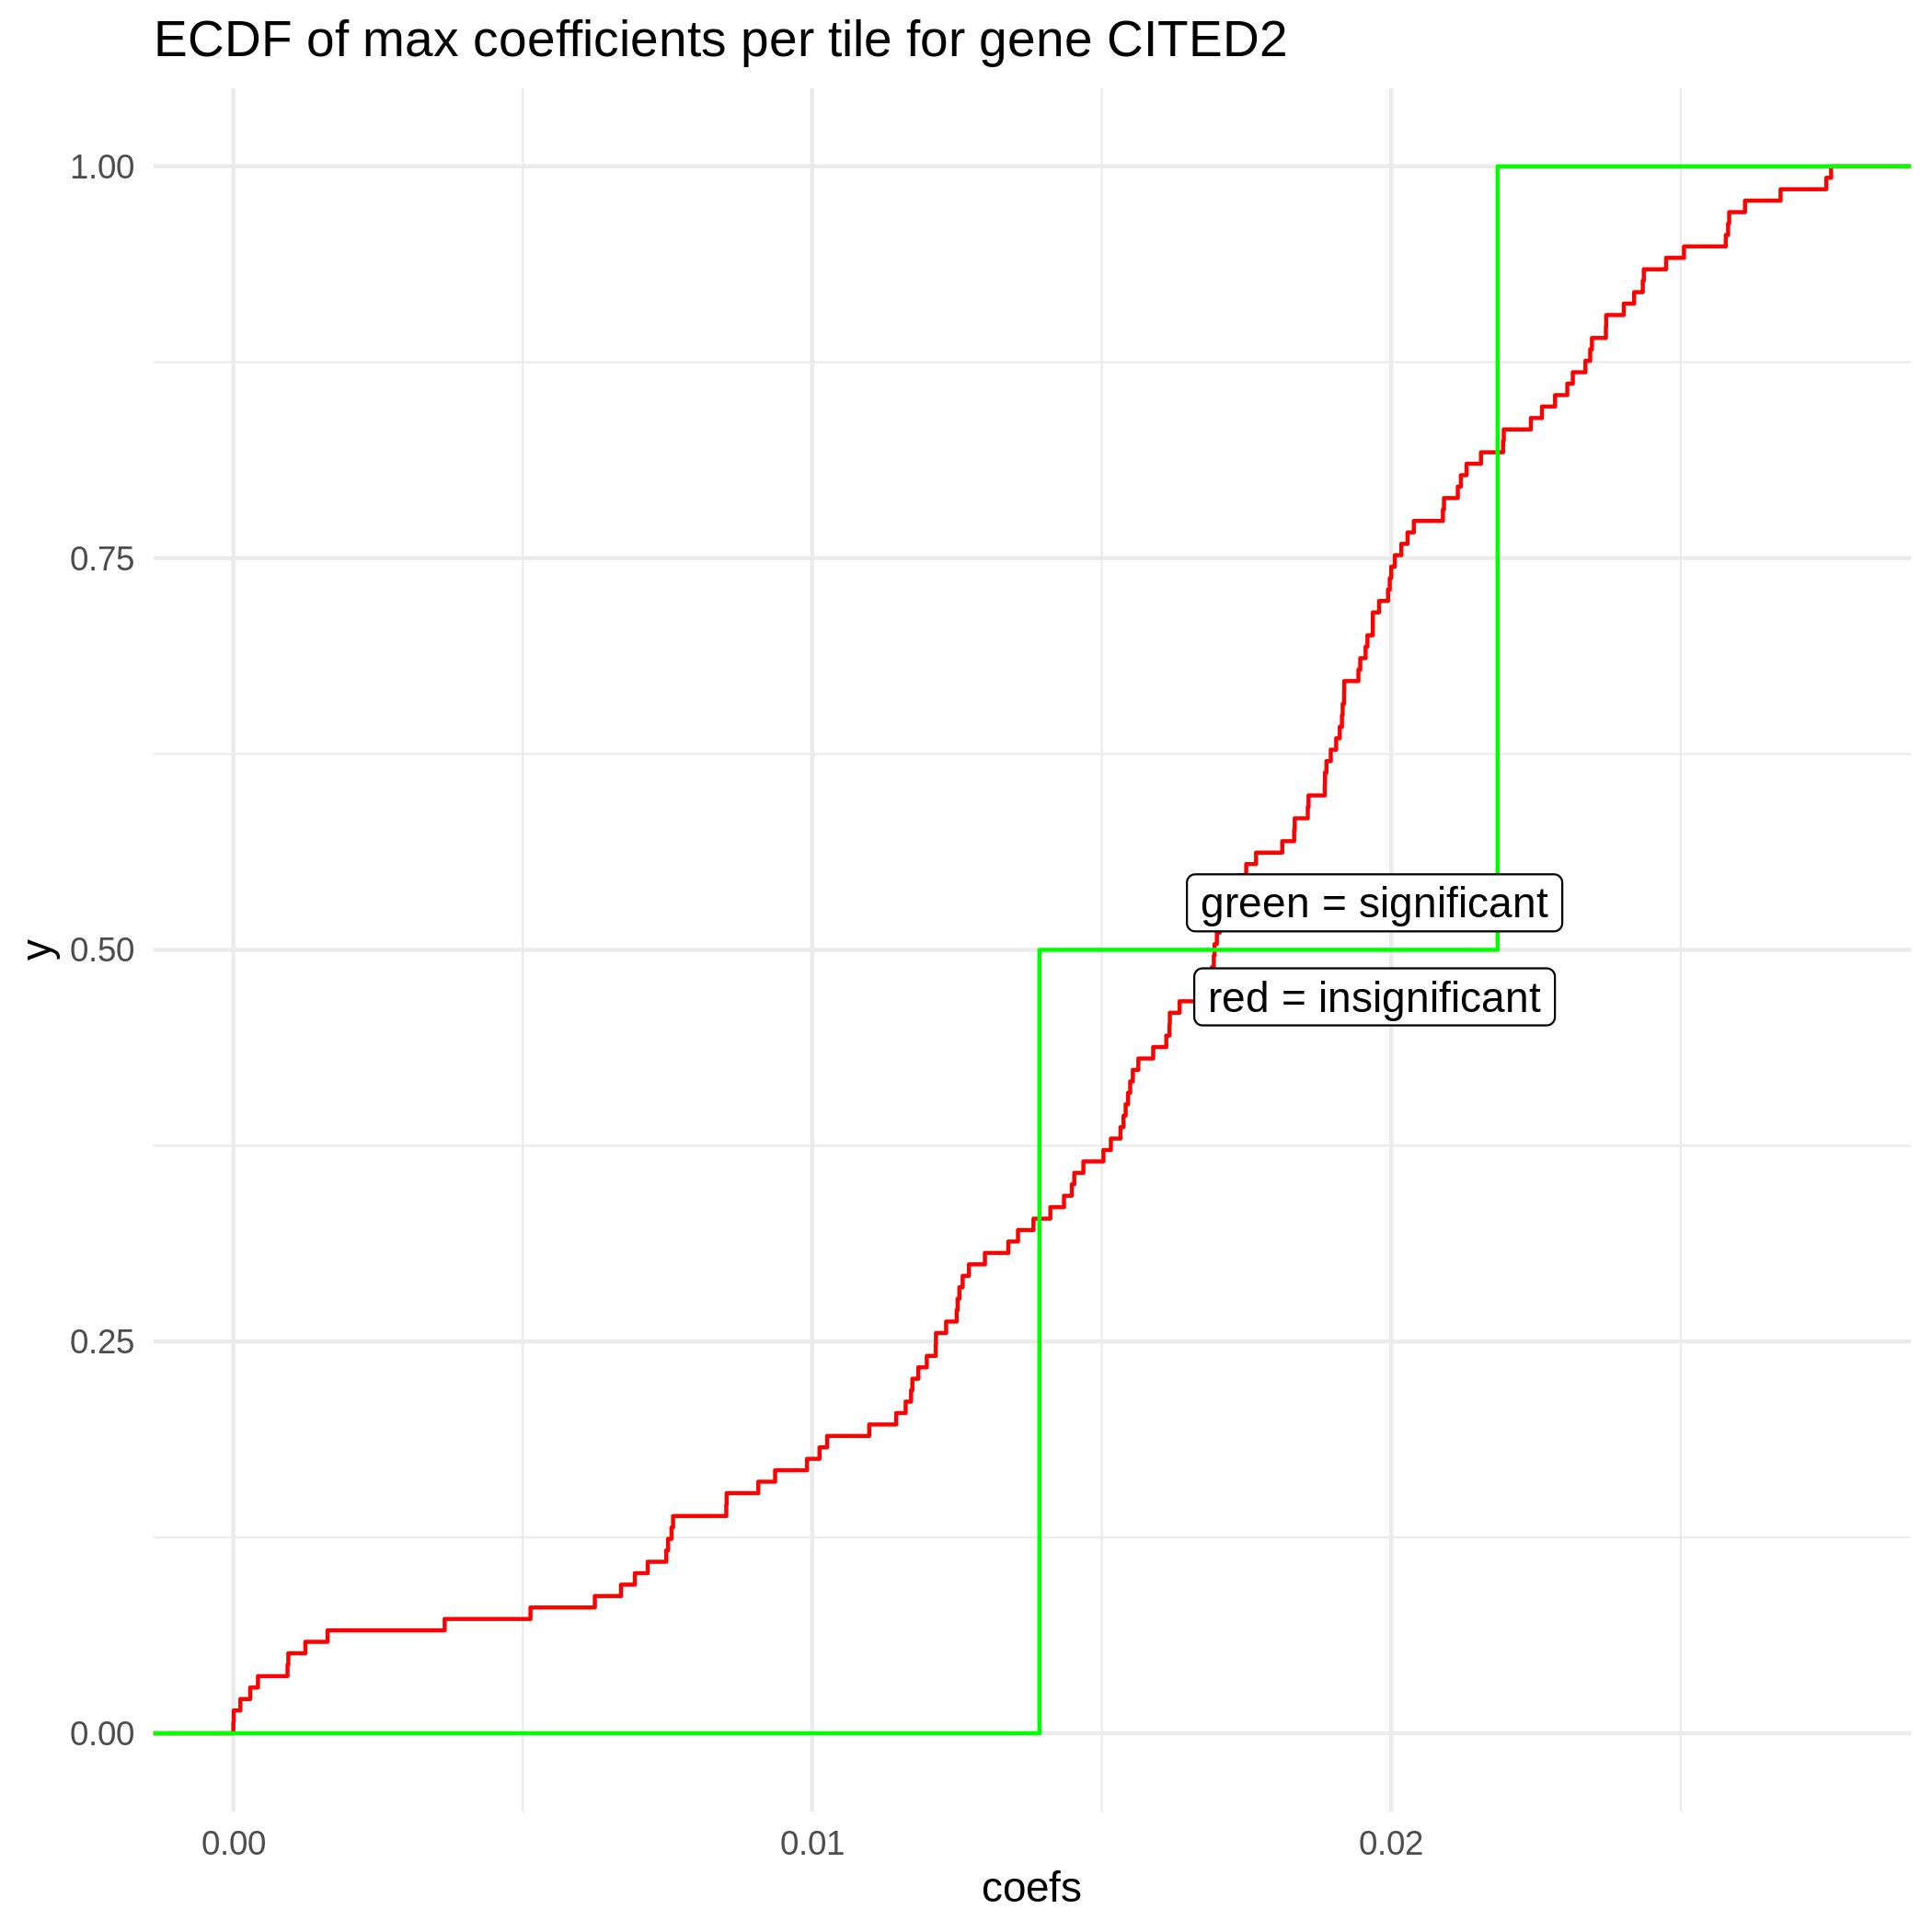 ECDF of max coefficients per tile for gene CITED2
1.00
0.75
green = significant
y
0.50
red = insignificant
0.25
0.00
0.00
0.01
0.02
coefs